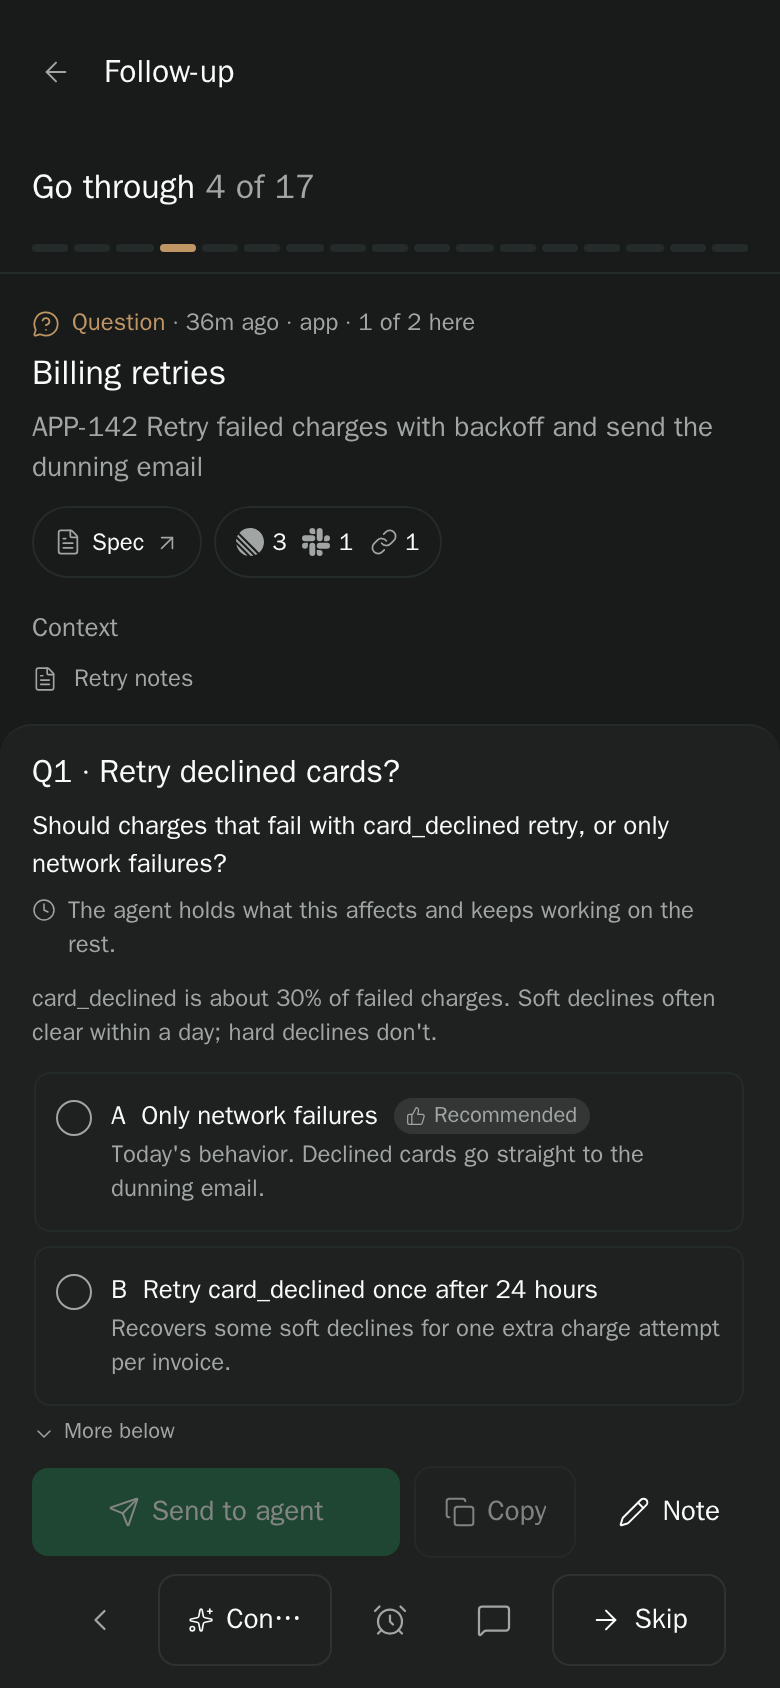 Follow-up
Go through 4 of 17
Question · 36m ago · app · 1 of 2 here
Billing retries
APP-142 Retry failed charges with backoff and send the
dunning email
Spec
3 1 1
Context
Retry notes
Q1 · Retry declined cards?
Should charges that fail with card_declined retry, or only
network failures?
The agent holds what this affects and keeps working on the
rest.
card_declined is about 30% of failed charges. Soft declines often
clear within a day; hard declines don't.
A Only network failures Recommended
Today's behavior. Declined cards go straight to the
dunning email.
B Retry card_declined once after 24 hours
Recovers some soft declines for one extra charge attempt
per invoice.
More below
Send to agent Copy Note
Con··· Skip